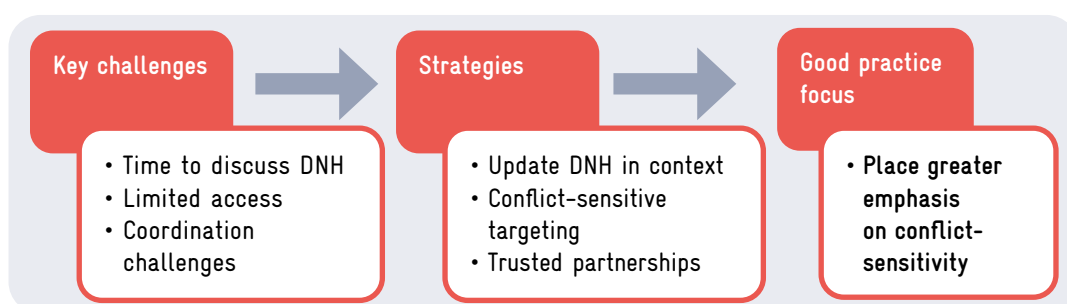 Key challenges
• Time to discuss DNH
• Limited access
• Coordination
challenges
Strategies
• Update DNH in context
• Conflict-sensitive
targeting
• Trusted partnerships
Good practice
focus
• Place greater
emphasis
on conflict-
sensitivity